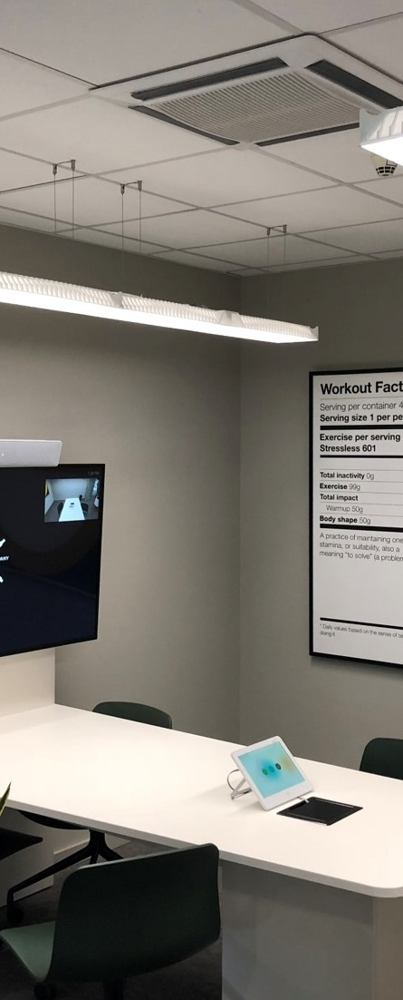 Workout Fact
Serving per container 4
Serving size 1 per pe
Exercise per serving
Stressless 601
Total inactivity 0g
Exercise 99g
Total impact
Warmup 50g
Body shape 50g
A practice of maintaining one
stamina, or suitability, also a
meaning "to solve" (a problem
* Daily values based on the sense of be
doing it.